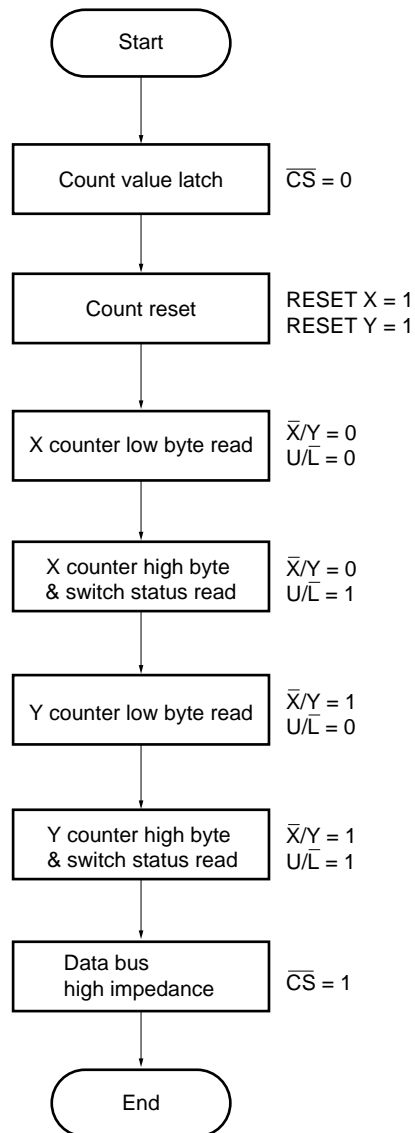 Start
Count value latch
C̅S̅ = 0
Count reset
RESET X = 1
RESET Y = 1
X counter low byte read
X̅/Y = 0
U/L̅ = 0
X counter high byte
& switch status read
X̅/Y = 0
U/L̅ = 1
Y counter low byte read
X̅/Y = 1
U/L̅ = 0
Y counter high byte
& switch status read
X̅/Y = 1
U/L̅ = 1
Data bus
high impedance
C̅S̅ = 1
End